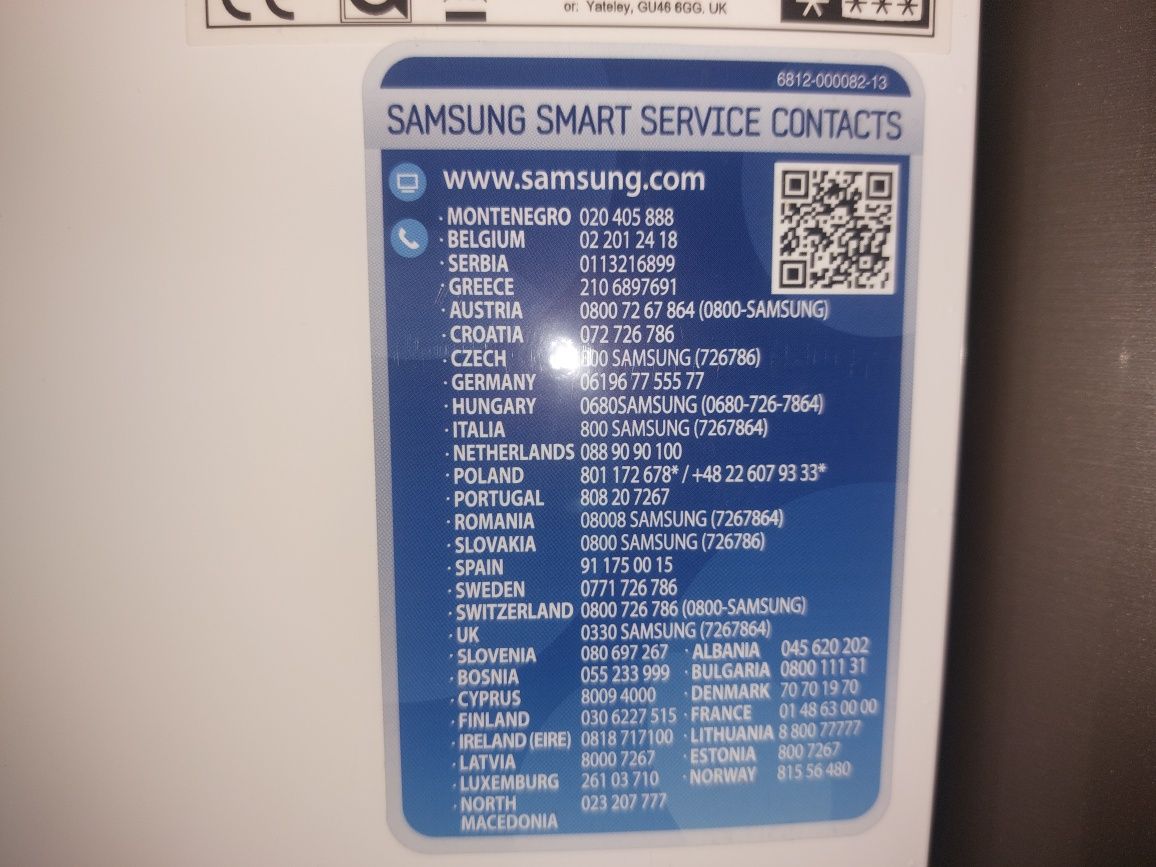 or: Yateley, GU46 6GG. UK
6812-000082-13
SAMSUNG SMART SERVICE CONTACTS
www.samsung.com
· MONTENEGRO 020 405 888
· BELGIUM 02 201 24 18
· SERBIA 0113216899
· GREECE 210 6897691
· AUSTRIA 0800 72 67 864 (0800-SAMSUNG)
· CROATIA 072 726 786
· CZECH 800 SAMSUNG (726786)
· GERMANY 06196 77 555 77
· HUNGARY 0680SAMSUNG (0680-726-7864)
· ITALIA 800 SAMSUNG (7267864)
· NETHERLANDS 088 90 90 100
· POLAND 801 172 678* / +48 22 607 93 33*
· PORTUGAL 808 20 7267
· ROMANIA 08008 SAMSUNG (7267864)
· SLOVAKIA 0800 SAMSUNG (726786)
· SPAIN 91 175 00 15
· SWEDEN 0771 726 786
· SWITZERLAND 0800 726 786 (0800-SAMSUNG)
· UK 0330 SAMSUNG (7267864)
· SLOVENIA 080 697 267 · ALBANIA 045 620 202
· BOSNIA 055 233 999 · BULGARIA 0800 111 31
· CYPRUS 8009 4000 · DENMARK 70 70 19 70
· FINLAND 030 6227 515 · FRANCE 01 48 63 00 00
· IRELAND (EIRE) 0818 717100 · LITHUANIA 8 800 77777
· LATVIA 8000 7267 · ESTONIA 800 7267
· LUXEMBURG 261 03 710 · NORWAY 815 56 480
· NORTH 023 207 777
MACEDONIA